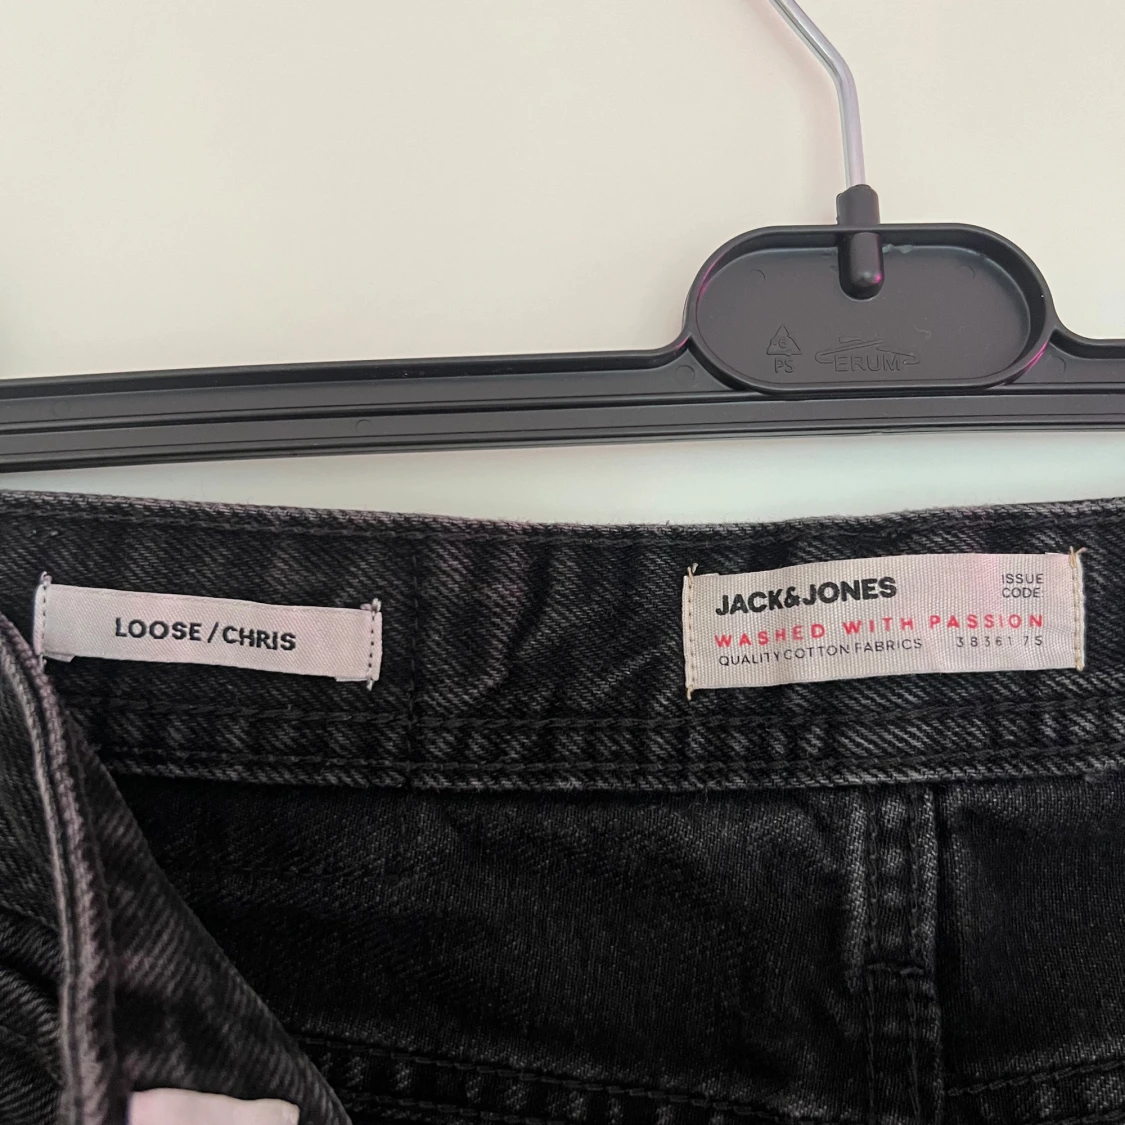 PS
ERUM
LOOSE / CHRIS
JACK&JONES
ISSUE
CODE:
WASHED WITH PASSION
QUALITY COTTON FABRICS
3836175